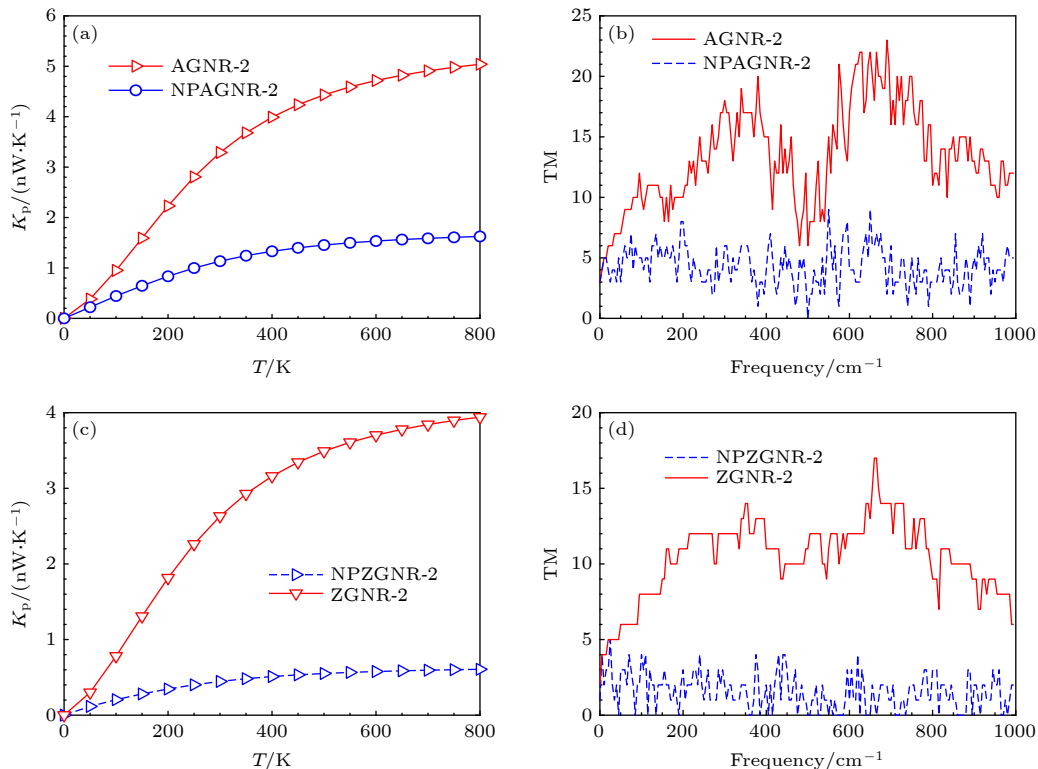 (a)
AGNR-2
NPAGNR-2
6
5
4
3
2
1
0
K_p/(nW·K⁻¹)
0 200 400 600 800
T/K
(b)
AGNR-2
NPAGNR-2
25
20
15
10
5
0
TM
0 200 400 600 800 1000
Frequency/cm⁻¹
(c)
NPZGNR-2
ZGNR-2
4
3
2
1
0
K_p/(nW·K⁻¹)
0 200 400 600 800
T/K
(d)
NPZGNR-2
ZGNR-2
20
15
10
5
0
TM
0 200 400 600 800 1000
Frequency/cm⁻¹